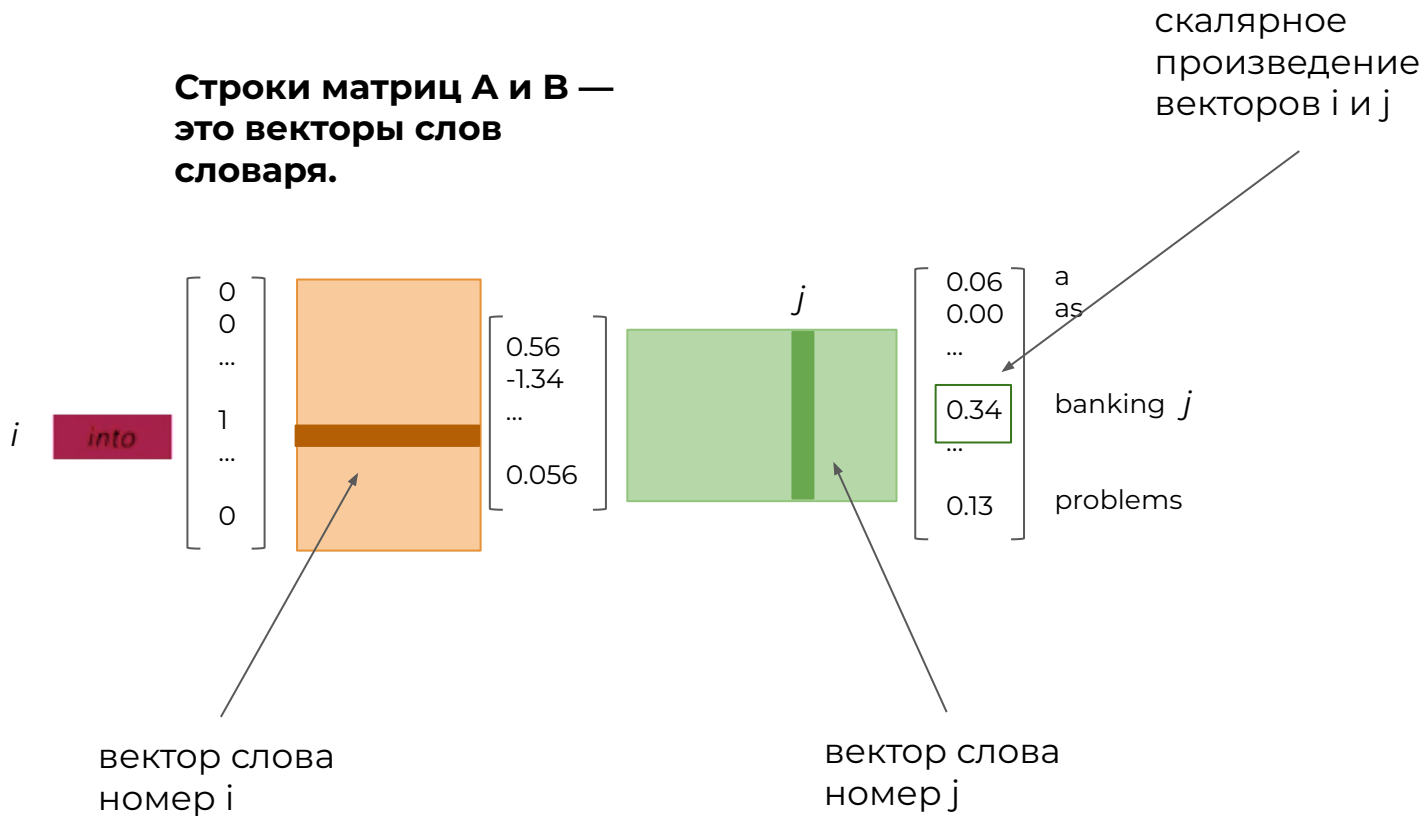 скалярное
произведение
векторов i и j
Строки матриц А и В —
это векторы слов
словаря.
i
into
0
0
...
1
...
0
0.56
-1.34
...
0.056
j
0.06
0.00
...
0.34
...
0.13
a
as
banking j
problems
вектор слова
номер i
вектор слова
номер j